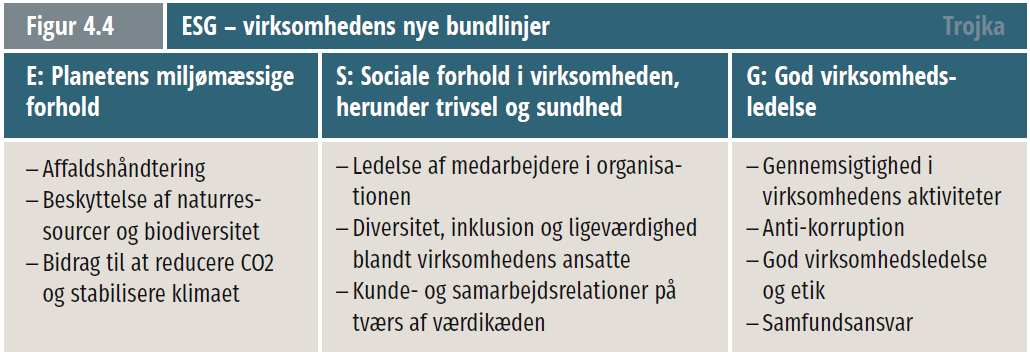 Figur 4.4
ESG – virksomhedens nye bundlinjer
Trojka
E: Planetens miljømæssige
forhold
S: Sociale forhold i virksomheden,
herunder trivsel og sundhed
G: God virksomheds-
ledelse
– Affaldshåndtering
– Beskyttelse af naturres-
sourcer og biodiversitet
– Bidrag til at reducere CO2
og stabilisere klimaet
– Ledelse af medarbejdere i organisa-
tionen
– Diversitet, inklusion og ligeværdighed
blandt virksomhedens ansatte
– Kunde- og samarbejdsrelationer på
tværs af værdikæden
– Gennemsigtighed i
virksomhedens aktiviteter
– Anti-korruption
– God virksomhedsledelse
og etik
– Samfundsansvar